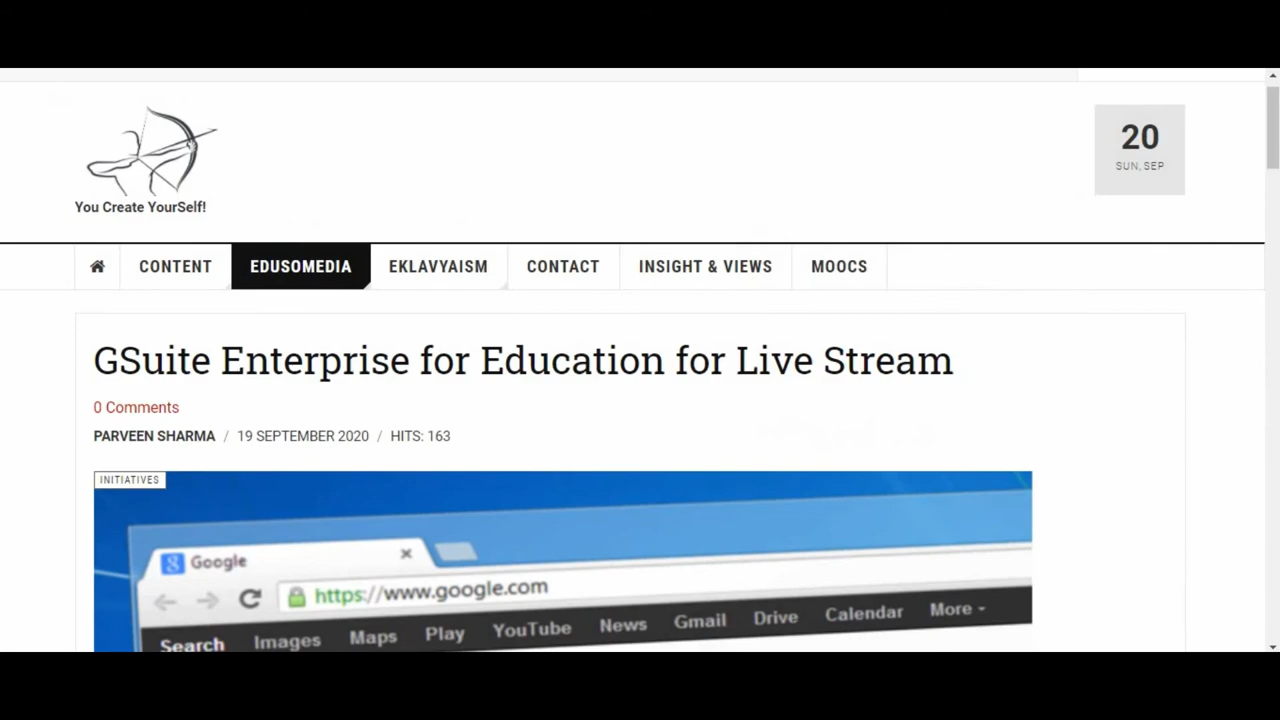 You Create YourSelf!
20
SUN, SEP
CONTENT EDUSOMEDIA EKLAVYAISM CONTACT INSIGHT & VIEWS MOOCS
GSuite Enterprise for Education for Live Stream
0 Comments
PARVEEN SHARMA / 19 SEPTEMBER 2020 / HITS: 163
INITIATIVES
Google
https://www.google.com
Search Images Maps Play YouTube News Gmail Drive Calendar More